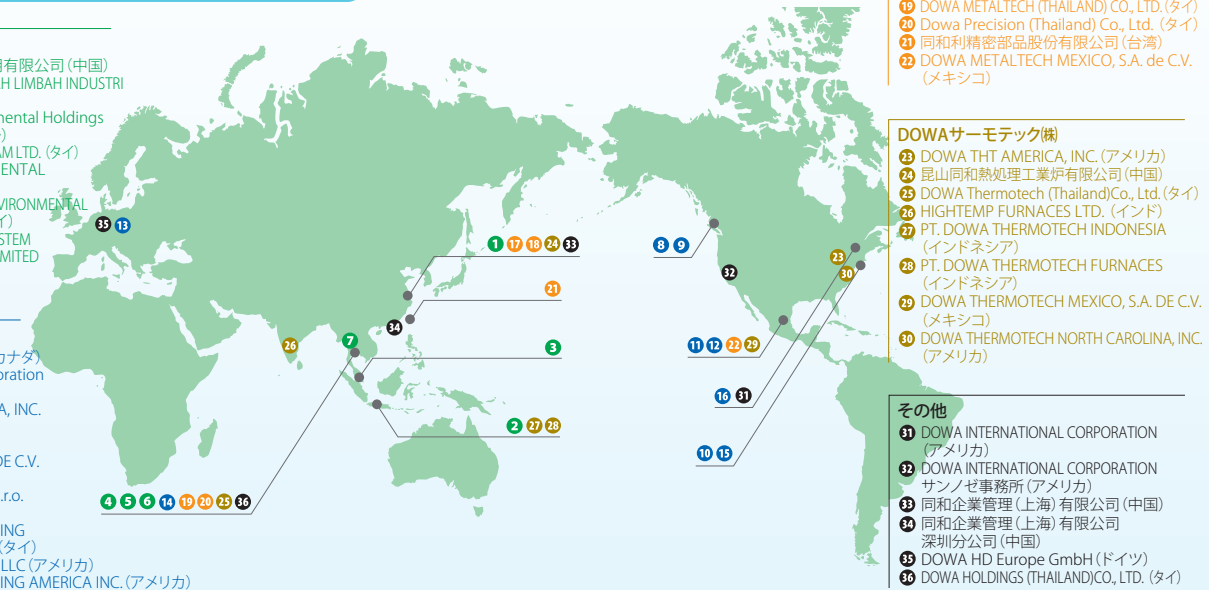 用有限公司(中国)
H LIMBAH INDUSTRI
mental Holdings
AM LTD. (タイ)
ENTAL
VIRONMENTAL
STEM
MITED
カナダ)
oration
A, INC.
DE C.V.
r.o.
ING
(タイ)
LLC(アメリカ)
ING AMERICA INC.(アメリカ)
35 13
1 17 18 24 33
21
34
7
26
3
2 27 28
4 5 6 14 19 20 25 36
8 9
32
23
30
11 12 22 29
16 31
10 15
19 DOWA METALTECH (THAILAND) CO., LTD.(タイ)
20 Dowa Precision (Thailand) Co., Ltd.(タイ)
21 同和利精密部品股份有限公司(台湾)
22 DOWA METALTECH MEXICO, S.A. de C.V.
(メキシコ)
DOWAサーモテック㈱
23 DOWA THT AMERICA, INC.(アメリカ)
24 昆山同和熱処理工業炉有限公司(中国)
25 DOWA Thermotech (Thailand)Co., Ltd.(タイ)
26 HIGHTEMP FURNACES LTD.(インド)
27 PT. DOWA THERMOTECH INDONESIA
(インドネシア)
28 PT. DOWA THERMOTECH FURNACES
(インドネシア)
29 DOWA THERMOTECH MEXICO, S.A. DE C.V.
(メキシコ)
30 DOWA THERMOTECH NORTH CAROLINA, INC.
(アメリカ)
その他
31 DOWA INTERNATIONAL CORPORATION
(アメリカ)
32 DOWA INTERNATIONAL CORPORATION
サンノゼ事務所(アメリカ)
33 同和企業管理(上海)有限公司(中国)
34 同和企業管理(上海)有限公司
深圳分公司(中国)
35 DOWA HD Europe GmbH(ドイツ)
36 DOWA HOLDINGS (THAILAND)CO., LTD.(タイ)